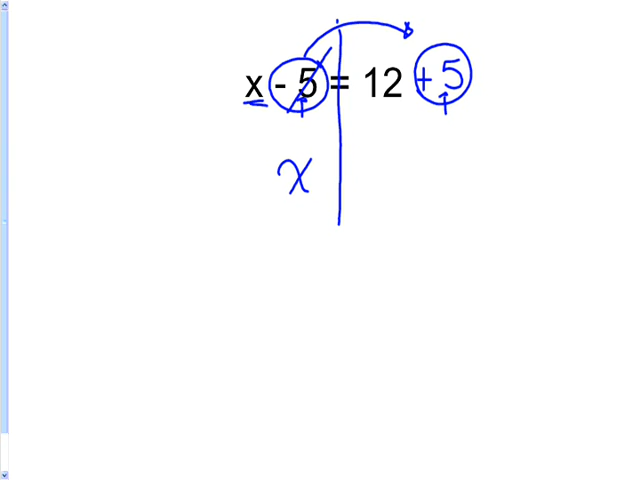 x - 5 = 12 + 5
x